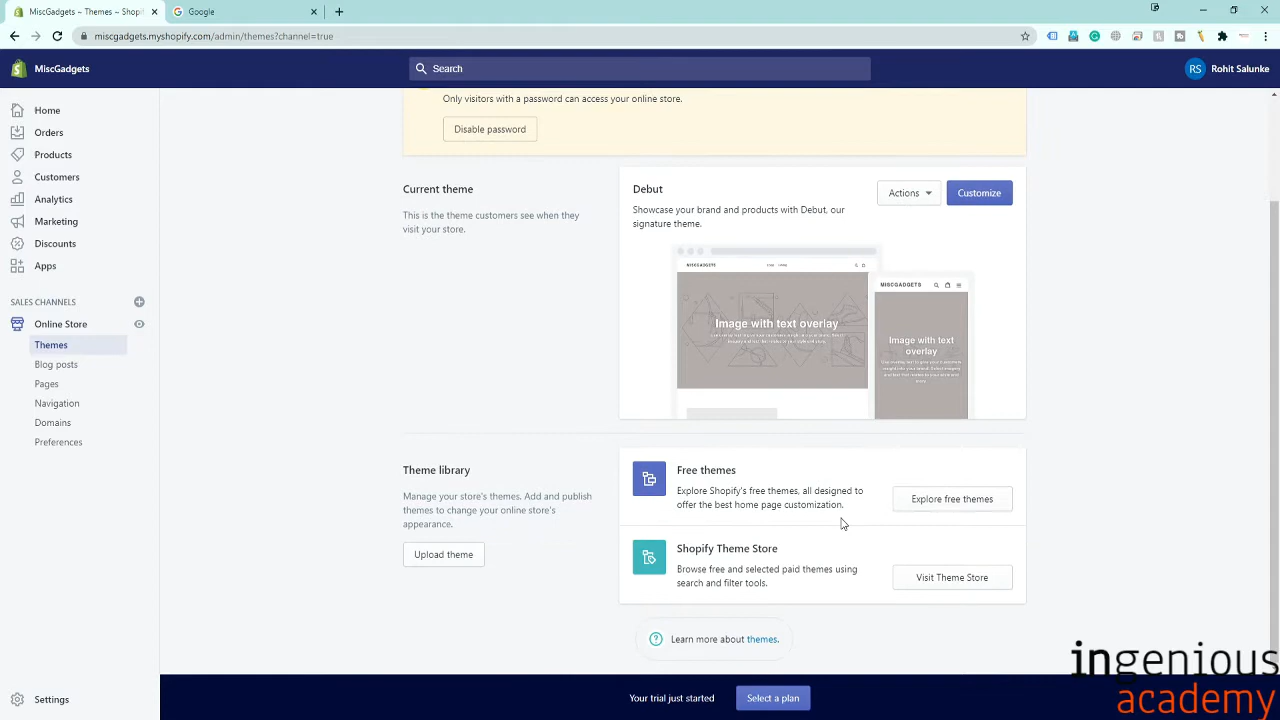 MiscGadgets ~ Themes ~ Shopi
Google
miscgadgets.myshopify.com/admin/themes?channel=true
MiscGadgets
Search
RS
Rohit Salunke
Home
Orders
Products
Customers
Analytics
Marketing
Discounts
Apps
SALES CHANNELS
Online Store
Themes
Blog posts
Pages
Navigation
Domains
Preferences
Settings
Only visitors with a password can access your online store.
Disable password
Current theme
This is the theme customers see when they
visit your store.
Debut
Actions
Customize
Showcase your brand and products with Debut, our
signature theme.
MISCGADGETS
Image with text overlay
MISCGADGETS
Image with text
overlay
Theme library
Manage your store's themes. Add and publish
themes to change your online store's
appearance.
Upload theme
Free themes
Explore Shopify's free themes, all designed to
offer the best home page customization.
Explore free themes
Shopify Theme Store
Browse free and selected paid themes using
search and filter tools.
Visit Theme Store
Learn more about themes.
Your trial just started
Select a plan
ingenious
academy